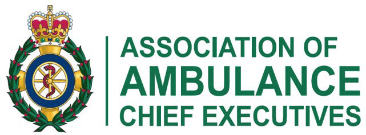 ASSOCIATION OF
AMBULANCE
CHIEF EXECUTIVES